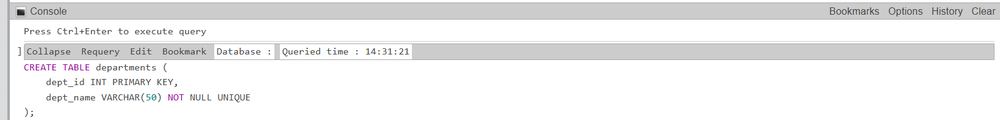 Console Bookmarks Options History Clear
Press Ctrl+Enter to execute query
] Collapse Requery Edit Bookmark Database : Queried time : 14:31:21
CREATE TABLE departments (
    dept_id INT PRIMARY KEY,
    dept_name VARCHAR(50) NOT NULL UNIQUE
);